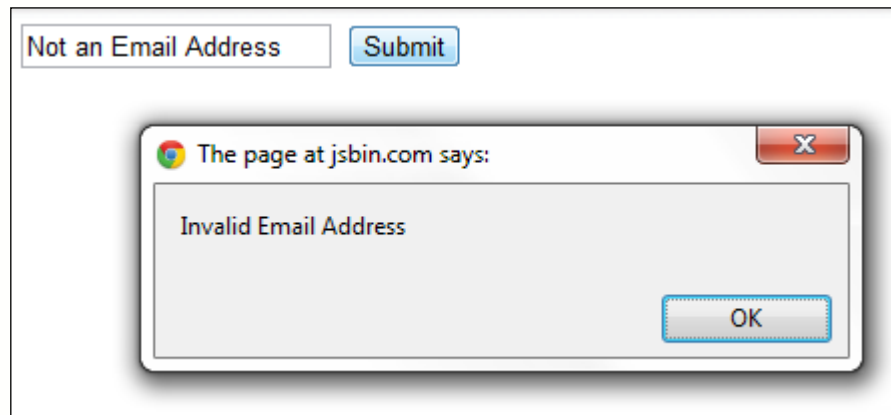 Not an Email Address Submit
The page at jsbin.com says:
Invalid Email Address
OK